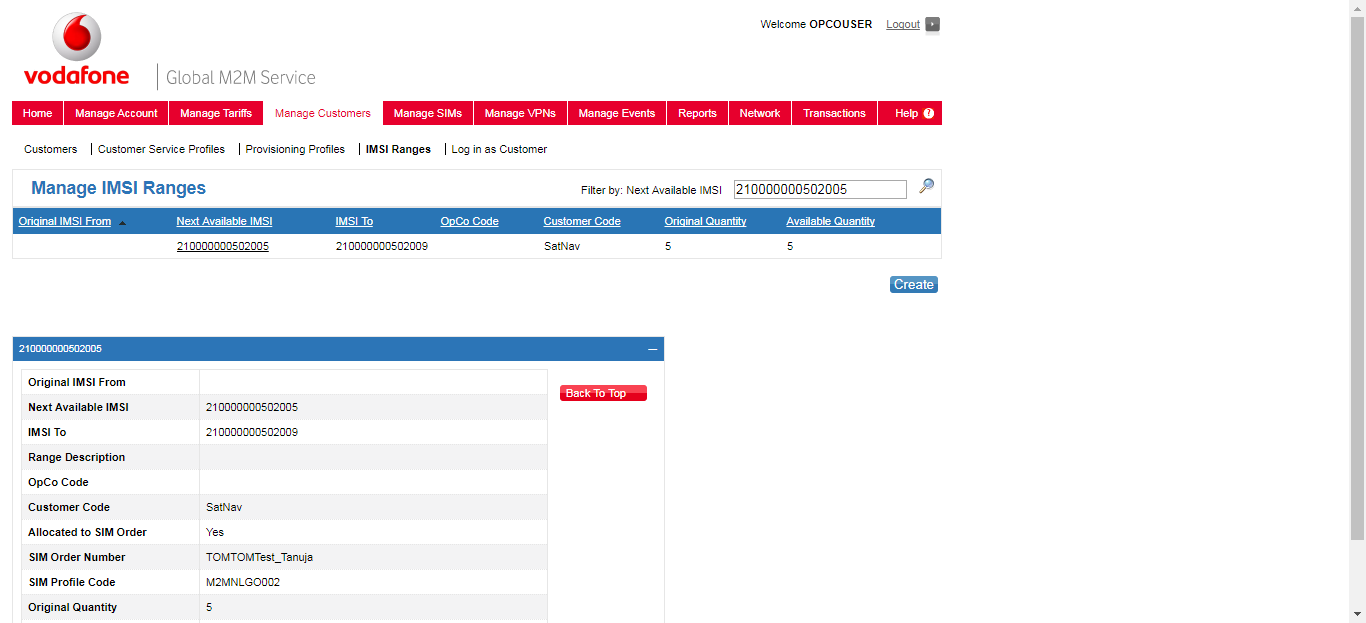 Welcome OPCOUSER Logout
vodafone Global M2M Service
Home Manage Account Manage Tariffs Manage Customers Manage SIMs Manage VPNs Manage Events Reports Network Transactions Help ?
Customers | Customer Service Profiles | Provisioning Profiles | IMSI Ranges | Log in as Customer
Manage IMSI Ranges Filter by: Next Available IMSI 210000000502005
Original IMSI From Next Available IMSI IMSI To OpCo Code Customer Code Original Quantity Available Quantity
210000000502005 210000000502009 SatNav 5 5
Create
210000000502005
Original IMSI From
Back To Top
Next Available IMSI 210000000502005
IMSI To 210000000502009
Range Description
OpCo Code
Customer Code SatNav
Allocated to SIM Order Yes
SIM Order Number TOMTOMTest_Tanuja
SIM Profile Code M2MNLGO002
Original Quantity 5